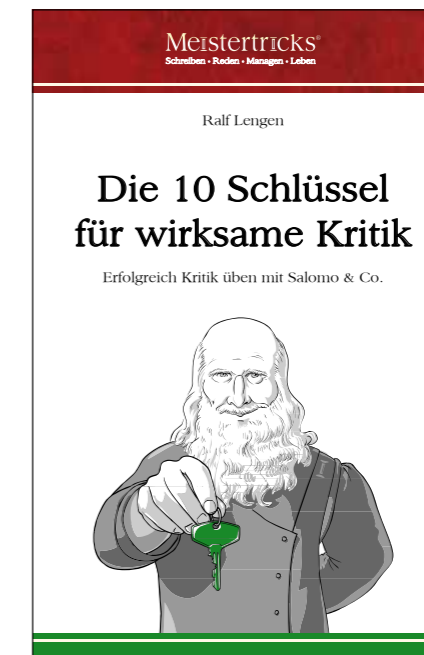 Meistertricks®
Schreiben • Reden • Managen • Leben
Ralf Lengen
Die 10 Schlüssel
für wirksame Kritik
Erfolgreich Kritik üben mit Salomo & Co.